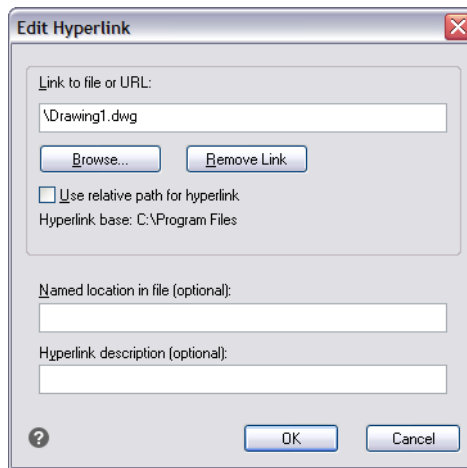 Edit Hyperlink
Link to file or URL:
\Drawing1.dwg
Browse... Remove Link
Use relative path for hyperlink
Hyperlink base: C:\Program Files
Named location in file (optional):
Hyperlink description (optional):
? OK Cancel